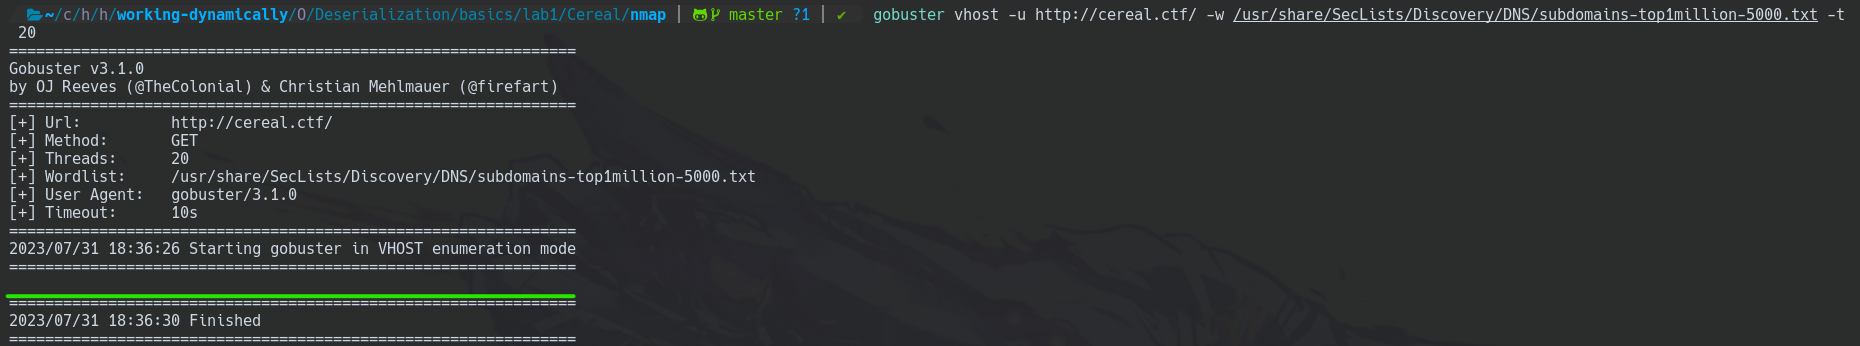 ~/c/h/h/working-dynamically/O/Deserialization/basics/lab1/Cereal/nmap | master ?1 | ✔ gobuster vhost -u http://cereal.ctf/ -w /usr/share/SecLists/Discovery/DNS/subdomains-top1million-5000.txt -t
20
===============================================================
Gobuster v3.1.0
by OJ Reeves (@TheColonial) & Christian Mehlmauer (@firefart)
===============================================================
[+] Url: http://cereal.ctf/
[+] Method: GET
[+] Threads: 20
[+] Wordlist: /usr/share/SecLists/Discovery/DNS/subdomains-top1million-5000.txt
[+] User Agent: gobuster/3.1.0
[+] Timeout: 10s
===============================================================
2023/07/31 18:36:26 Starting gobuster in VHOST enumeration mode
===============================================================
===============================================================
2023/07/31 18:36:30 Finished
===============================================================